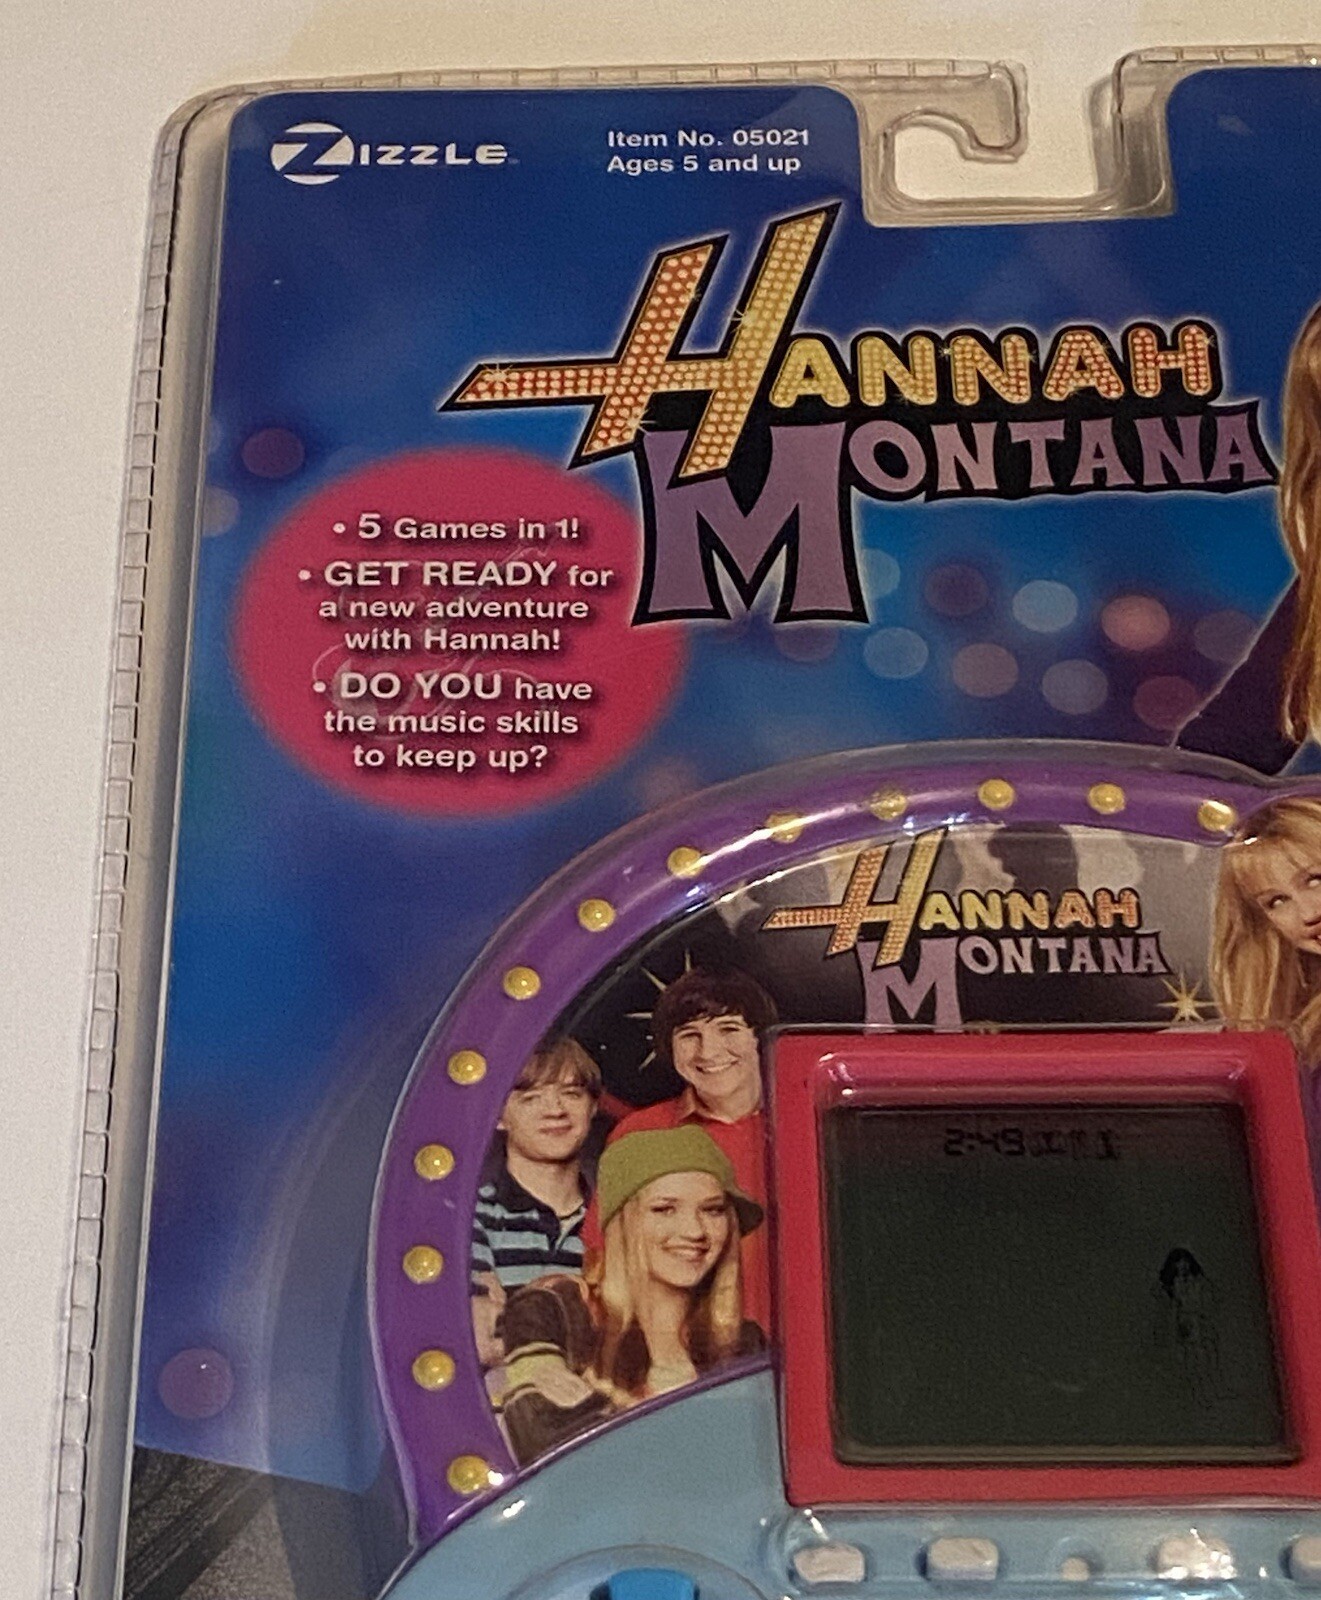 ZIZZLE
Item No. 05021
Ages 5 and up
HANNAH
MONTANA
• 5 Games in 1!
• GET READY for
a new adventure
with Hannah!
• DO YOU have
the music skills
to keep up?
HANNAH
MONTANA
2:49